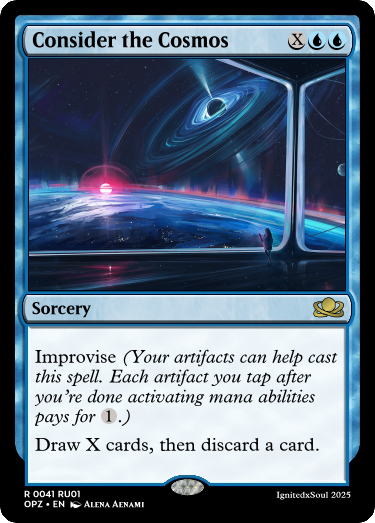 Consider the Cosmos X
Sorcery
Improvise (Your artifacts can help cast
this spell. Each artifact you tap after
you're done activating mana abilities
pays for 1.)
Draw X cards, then discard a card.
R 0041 RU01
OPZ • EN Alena Aenami
IgnitedxSoul 2025